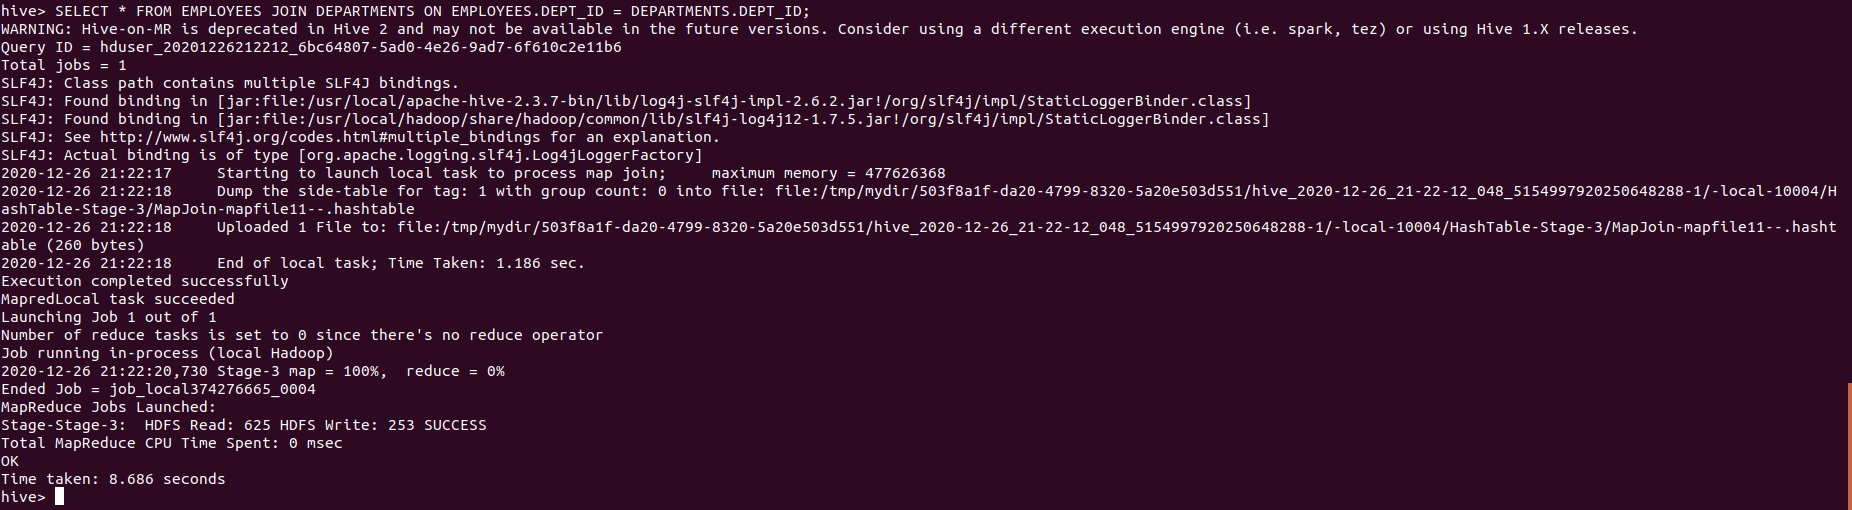 hive> SELECT * FROM EMPLOYEES JOIN DEPARTMENTS ON EMPLOYEES.DEPT_ID = DEPARTMENTS.DEPT_ID;
WARNING: Hive-on-MR is deprecated in Hive 2 and may not be available in the future versions. Consider using a different execution engine (i.e. spark, tez) or using Hive 1.X releases.
Query ID = hduser_20201226212212_6bc64807-5ad0-4e26-9ad7-6f610c2e11b6
Total jobs = 1
SLF4J: Class path contains multiple SLF4J bindings.
SLF4J: Found binding in [jar:file:/usr/local/apache-hive-2.3.7-bin/lib/log4j-slf4j-impl-2.6.2.jar!/org/slf4j/impl/StaticLoggerBinder.class]
SLF4J: Found binding in [jar:file:/usr/local/hadoop/share/hadoop/common/lib/slf4j-log4j12-1.7.5.jar!/org/slf4j/impl/StaticLoggerBinder.class]
SLF4J: See http://www.slf4j.org/codes.html#multiple_bindings for an explanation.
SLF4J: Actual binding is of type [org.apache.logging.slf4j.Log4jLoggerFactory]
2020-12-26 21:22:17     Starting to launch local task to process map join;     maximum memory = 477626368
2020-12-26 21:22:18     Dump the side-table for tag: 1 with group count: 0 into file: file:/tmp/mydir/503f8a1f-da20-4799-8320-5a20e503d551/hive_2020-12-26_21-22-12_048_5154997920250648288-1/-local-10004/H
ashTable-Stage-3/MapJoin-mapfile11--.hashtable
2020-12-26 21:22:18     Uploaded 1 File to: file:/tmp/mydir/503f8a1f-da20-4799-8320-5a20e503d551/hive_2020-12-26_21-22-12_048_5154997920250648288-1/-local-10004/HashTable-Stage-3/MapJoin-mapfile11--.hasht
able (260 bytes)
2020-12-26 21:22:18     End of local task; Time Taken: 1.186 sec.
Execution completed successfully
MapredLocal task succeeded
Launching Job 1 out of 1
Number of reduce tasks is set to 0 since there's no reduce operator
Job running in-process (local Hadoop)
2020-12-26 21:22:20,730 Stage-3 map = 100%,  reduce = 0%
Ended Job = job_local374276665_0004
MapReduce Jobs Launched:
Stage-Stage-3:  HDFS Read: 625 HDFS Write: 253 SUCCESS
Total MapReduce CPU Time Spent: 0 msec
OK
Time taken: 8.686 seconds
hive>